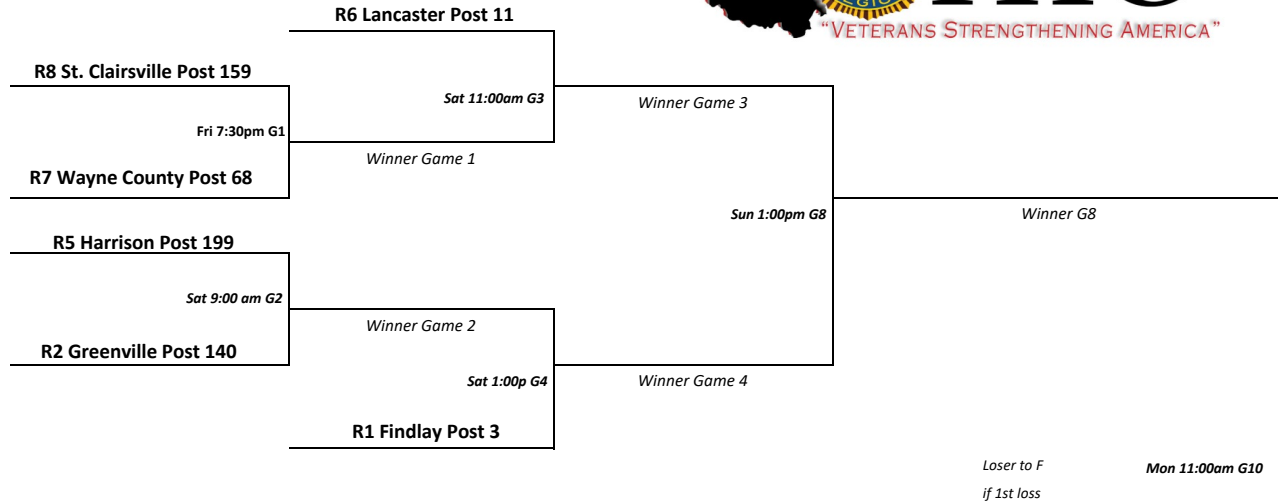 "VETERANS STRENGTHENING AMERICA"
R6 Lancaster Post 11
R8 St. Clairsville Post 159
Sat 11:00am G3
Winner Game 3
Fri 7:30pm G1
Winner Game 1
R7 Wayne County Post 68
Sun 1:00pm G8
Winner G8
R5 Harrison Post 199
Sat 9:00 am G2
Winner Game 2
R2 Greenville Post 140
Sat 1:00p G4
Winner Game 4
R1 Findlay Post 3
Loser to F
Mon 11:00am G10
if 1st loss